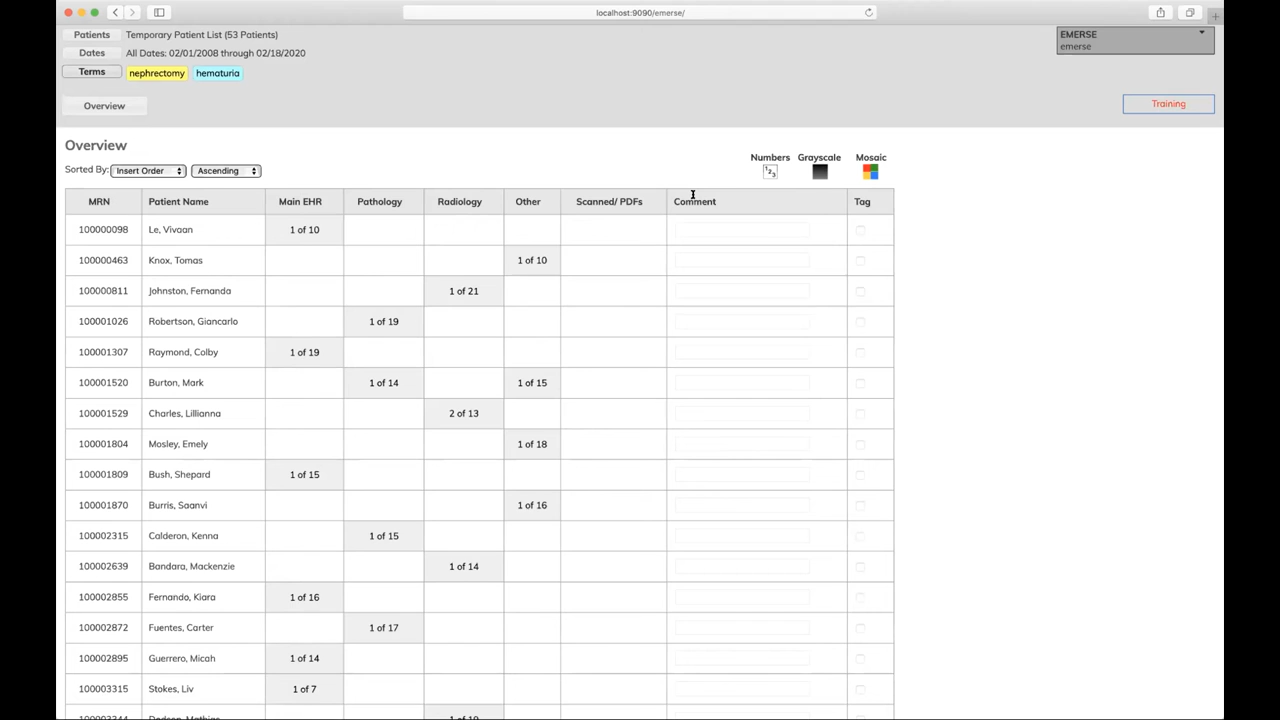 localhost:9090/emerse/
Patients Temporary Patient List (53 Patients)
EMERSE
emerse
Dates All Dates: 02/01/2008 through 02/18/2020
Terms nephrectomy hematuria
Overview Training
Overview
Numbers Grayscale Mosaic
Sorted By: Insert Order Ascending
MRN Patient Name Main EHR Pathology Radiology Other Scanned/ PDFs Comment Tag
100000098 Le, Vivaan 1 of 10
100000463 Knox, Tomas 1 of 10
100000811 Johnston, Fernanda 1 of 21
100001026 Robertson, Giancarlo 1 of 19
100001307 Raymond, Colby 1 of 19
100001520 Burton, Mark 1 of 14 1 of 15
100001529 Charles, Lillianna 2 of 13
100001804 Mosley, Emely 1 of 18
100001809 Bush, Shepard 1 of 15
100001870 Burris, Saanvi 1 of 16
100002315 Calderon, Kenna 1 of 15
100002639 Bandara, Mackenzie 1 of 14
100002855 Fernando, Kiara 1 of 16
100002872 Fuentes, Carter 1 of 17
100002895 Guerrero, Micah 1 of 14
100003315 Stokes, Liv 1 of 7